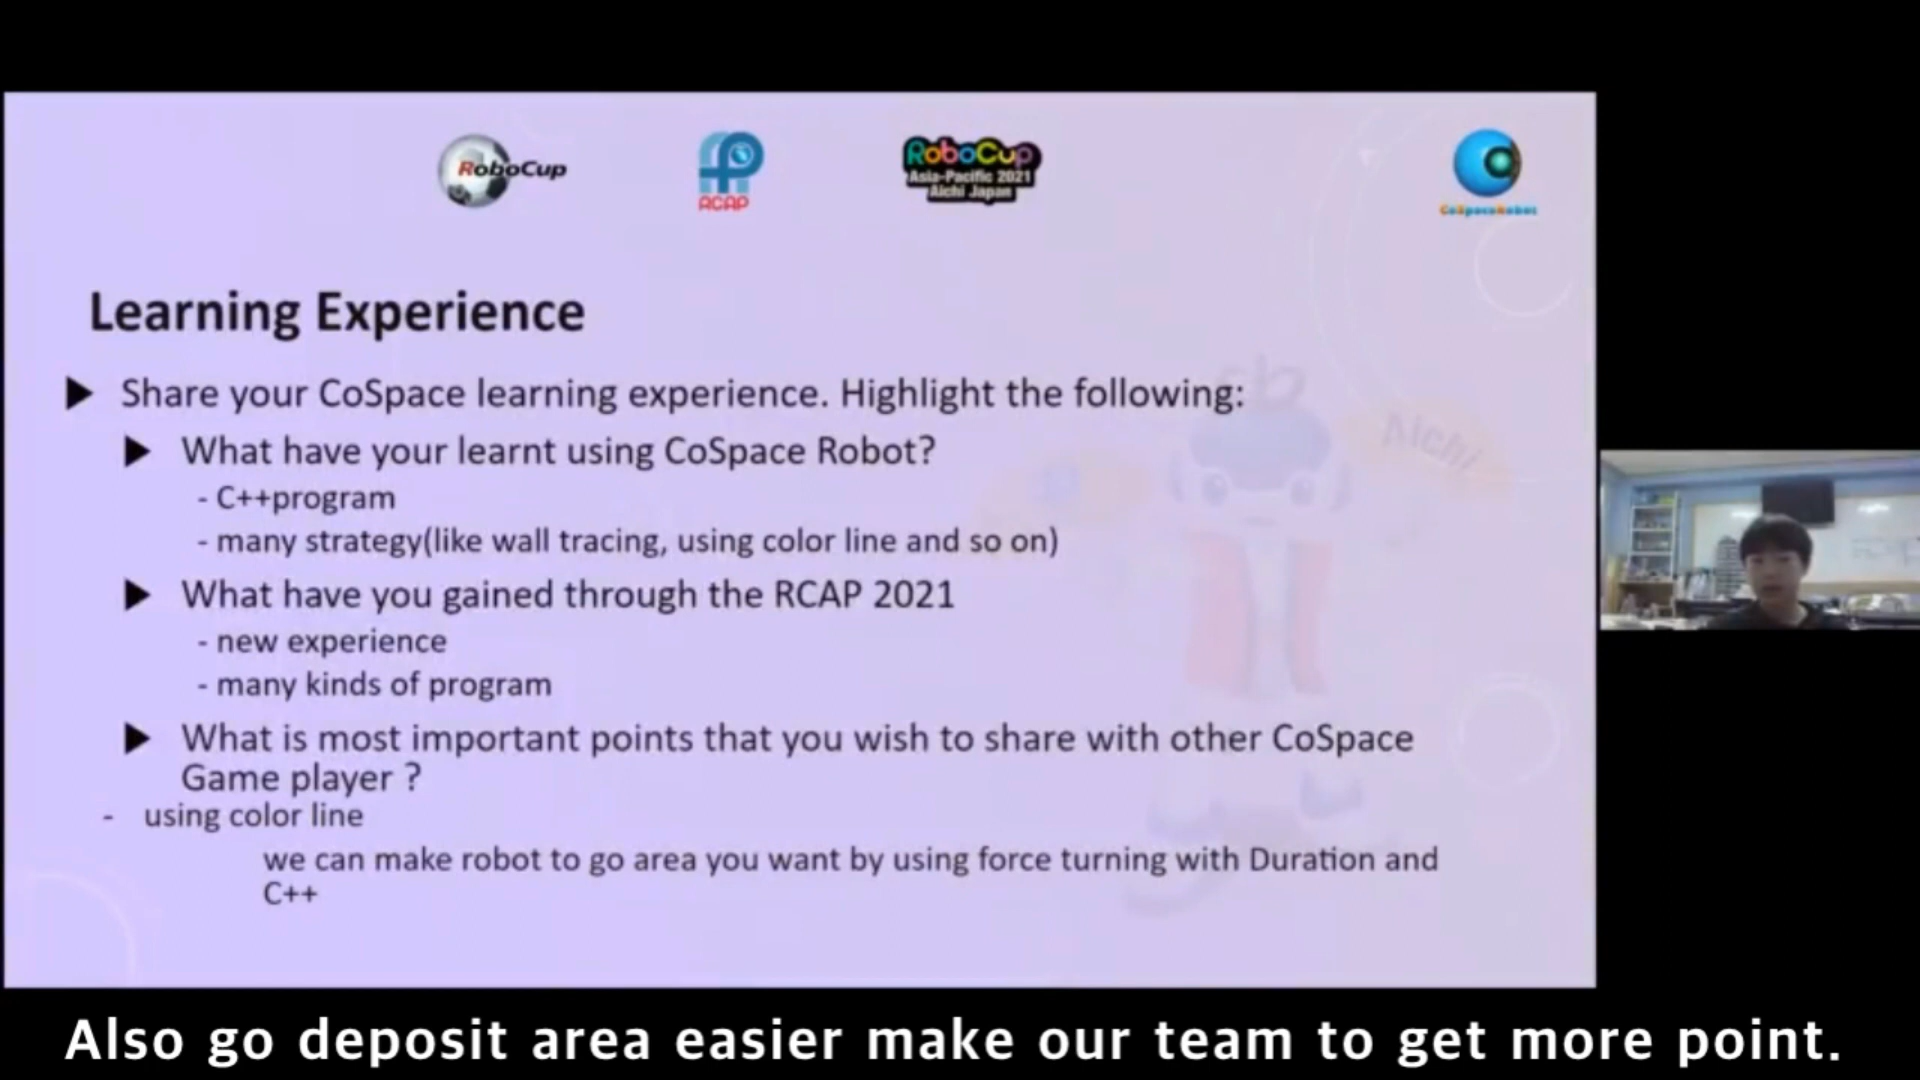 RoboCup
RCAP
RoboCup
Asia-Pacific 2021
Aichi Japan
CoSpaceRobot
Learning Experience
Share your CoSpace learning experience. Highlight the following:
What have your learnt using CoSpace Robot?
- C++program
- many strategy(like wall tracing, using color line and so on)
What have you gained through the RCAP 2021
- new experience
- many kinds of program
What is most important points that you wish to share with other CoSpace
Game player ?
- using color line
we can make robot to go area you want by using force turning with Duration and
C++
Aichi
Also go deposit area easier make our team to get more point.